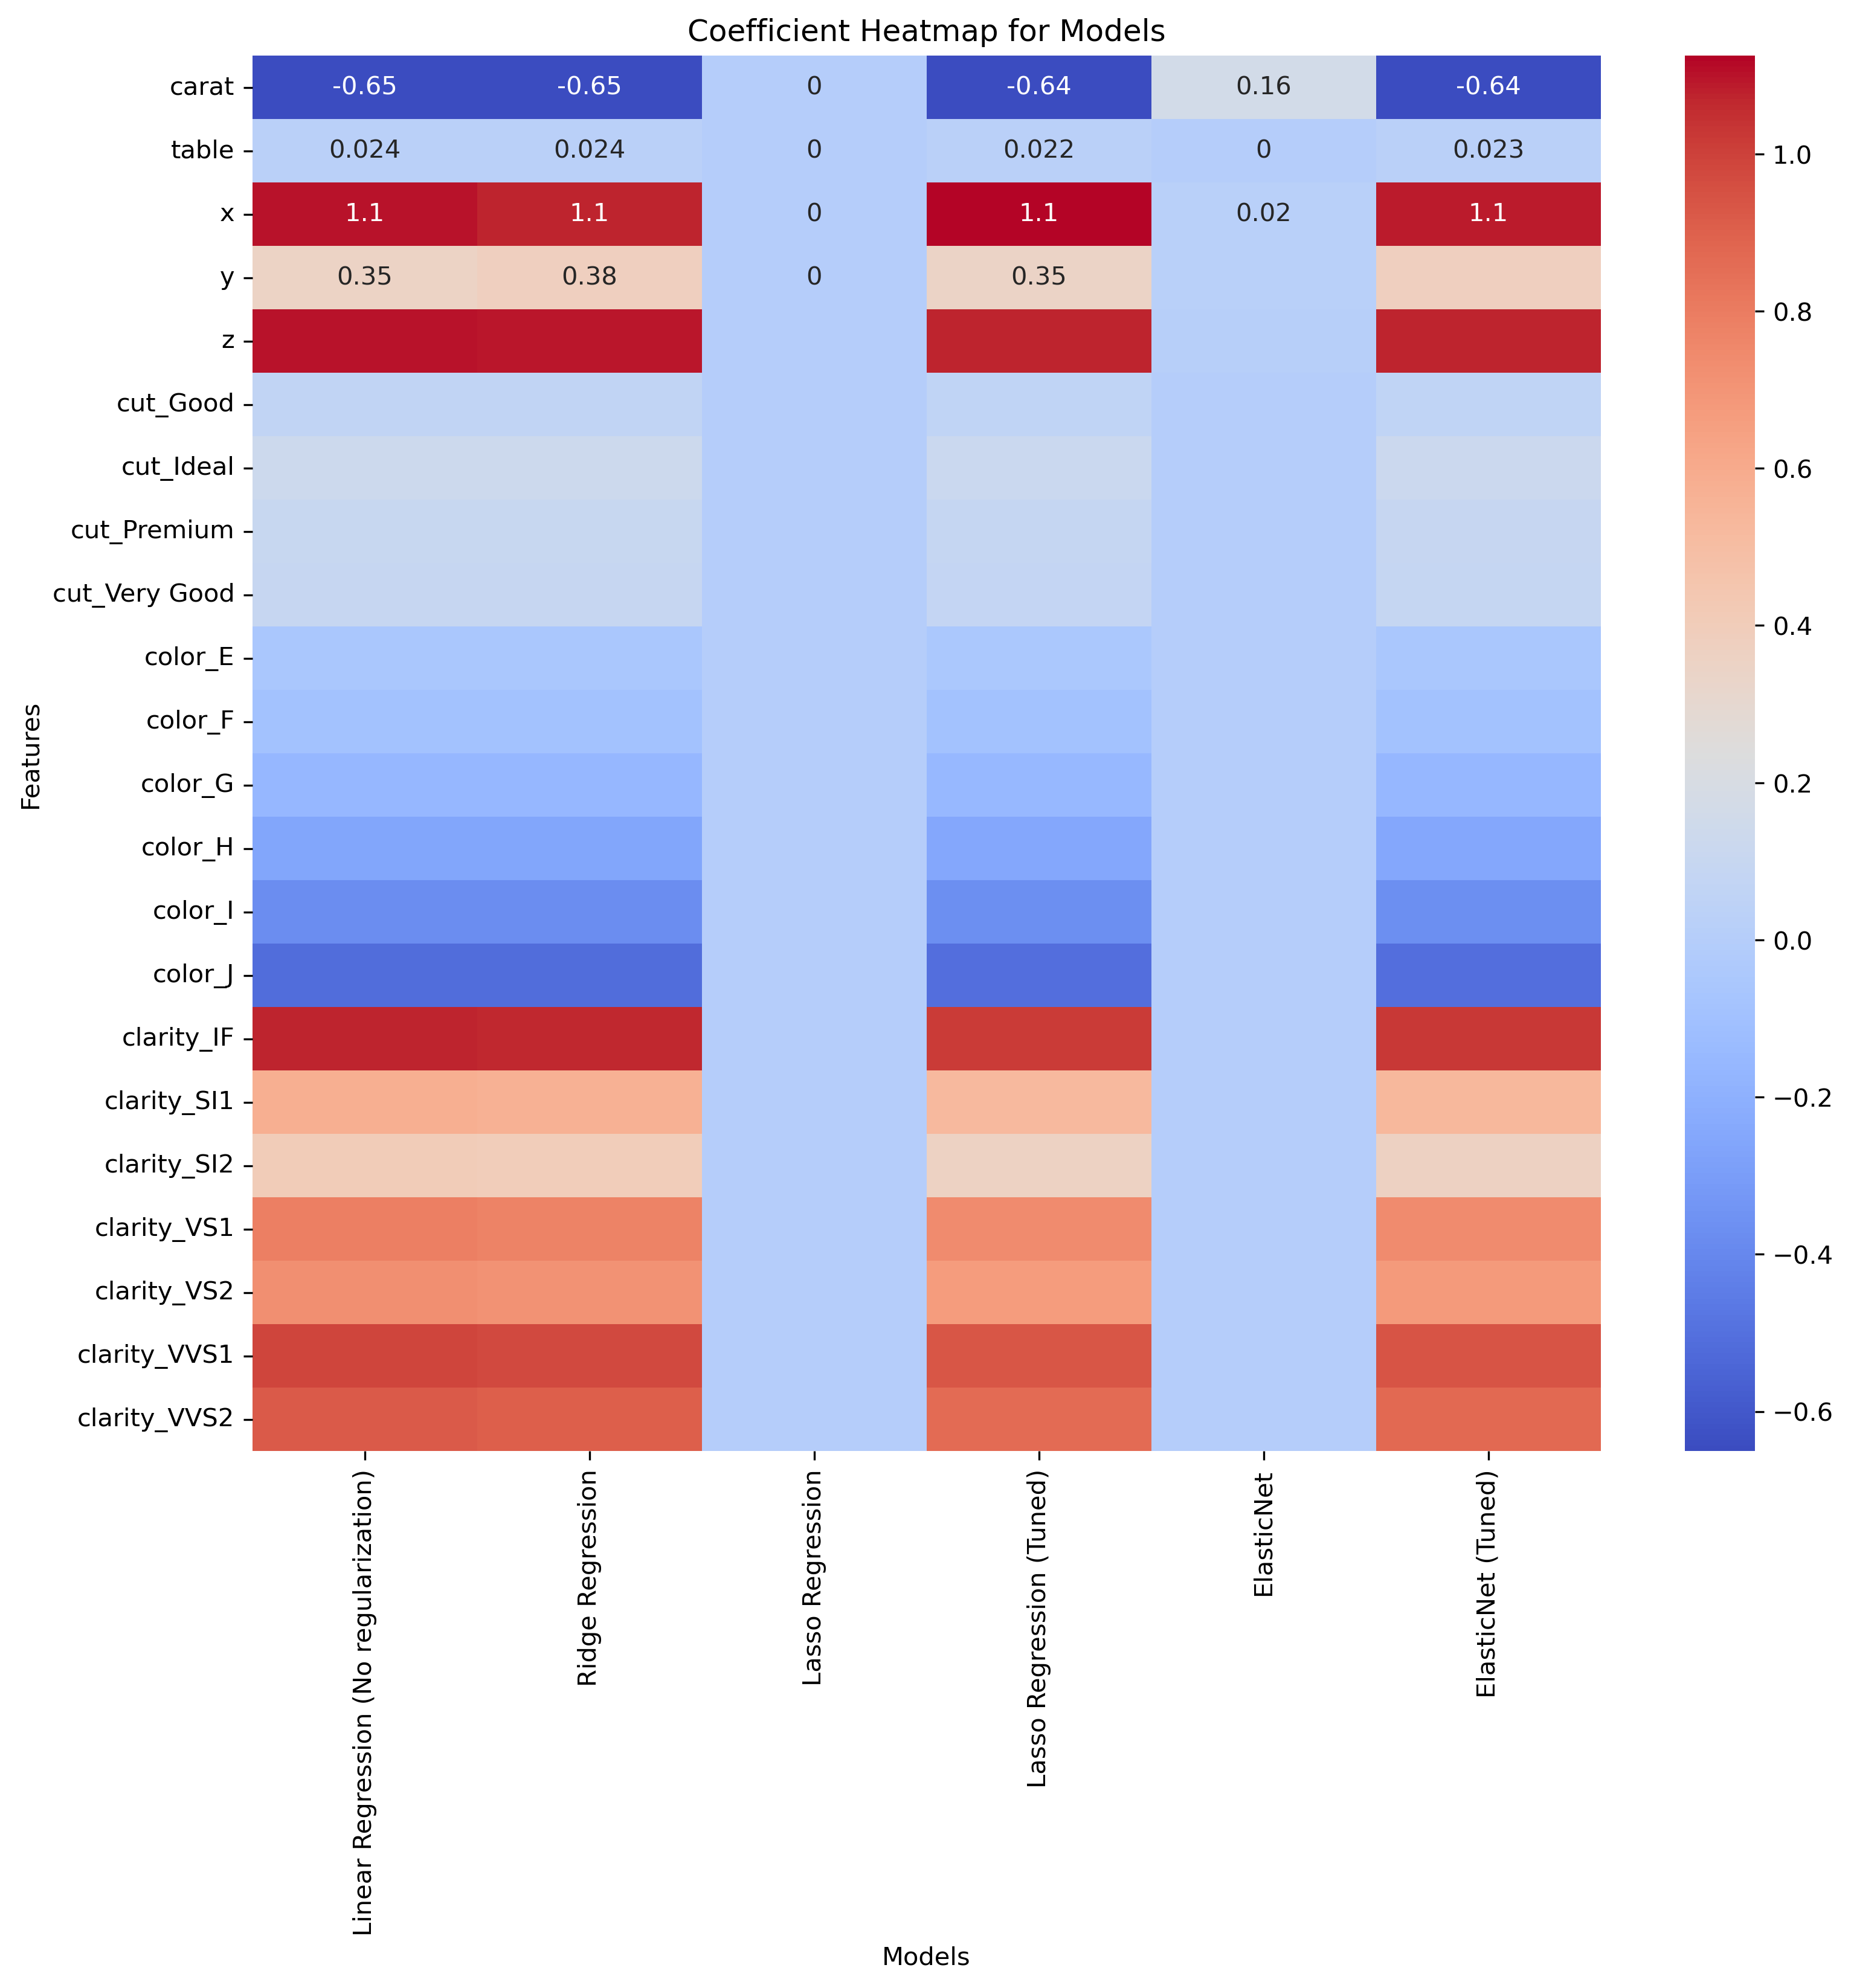 Coefficient Heatmap for Models
carat -0.65 -0.65 0 -0.64 0.16 -0.64
table 0.024 0.024 0 0.022 0 0.023
x 1.1 1.1 0 1.1 0.02 1.1
y 0.35 0.38 0 0.35
z
cut_Good
cut_Ideal
cut_Premium
cut_Very Good
color_E
color_F
color_G
color_H
color_I
color_J
clarity_IF
clarity_SI1
clarity_SI2
clarity_VS1
clarity_VS2
clarity_VVS1
clarity_VVS2
Features
Linear Regression (No regularization)
Ridge Regression
Lasso Regression
Lasso Regression (Tuned)
ElasticNet
ElasticNet (Tuned)
Models
1.0
0.8
0.6
0.4
0.2
0.0
−0.2
−0.4
−0.6